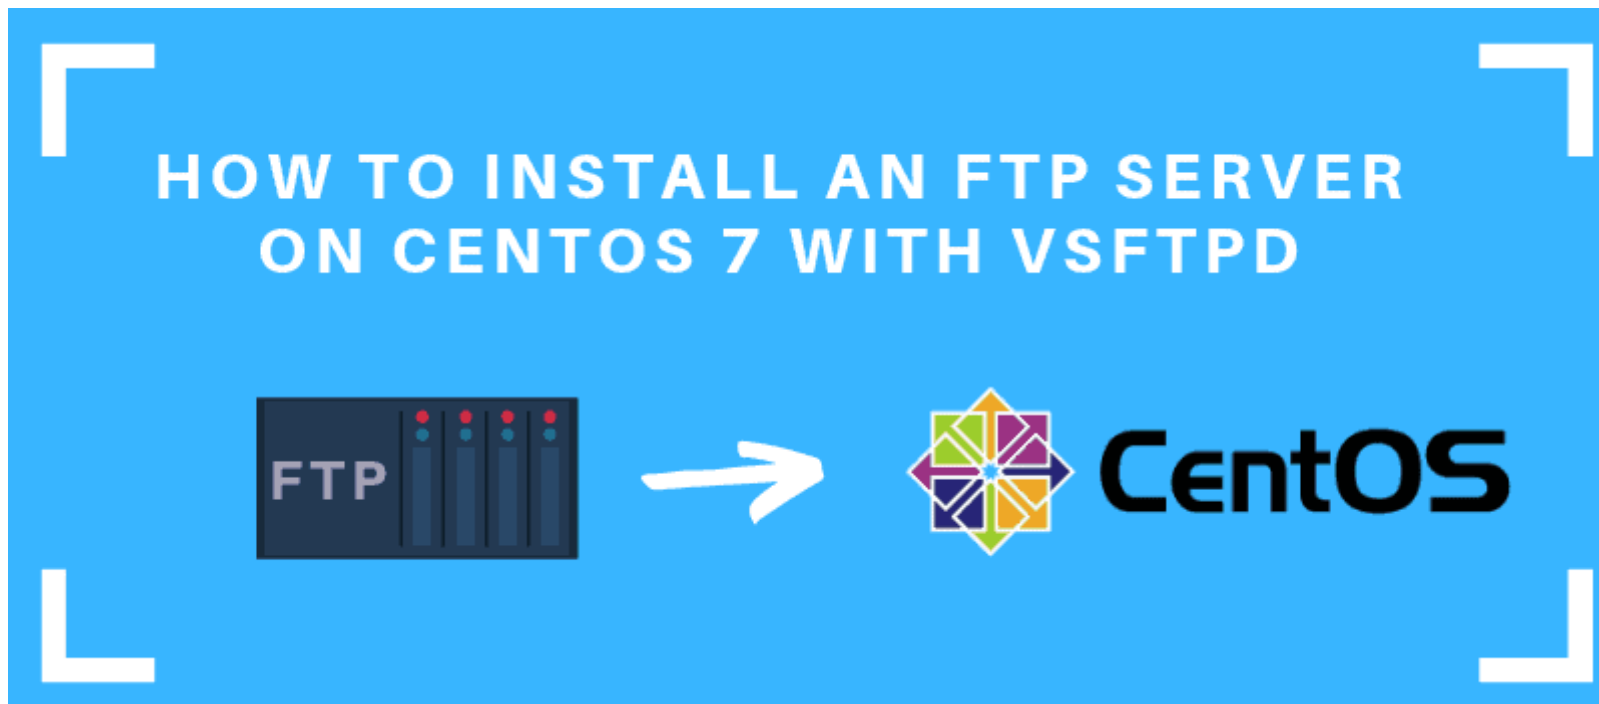 HOW TO INSTALL AN FTP SERVER
ON CENTOS 7 WITH VSFTPD
FTP
CentOS